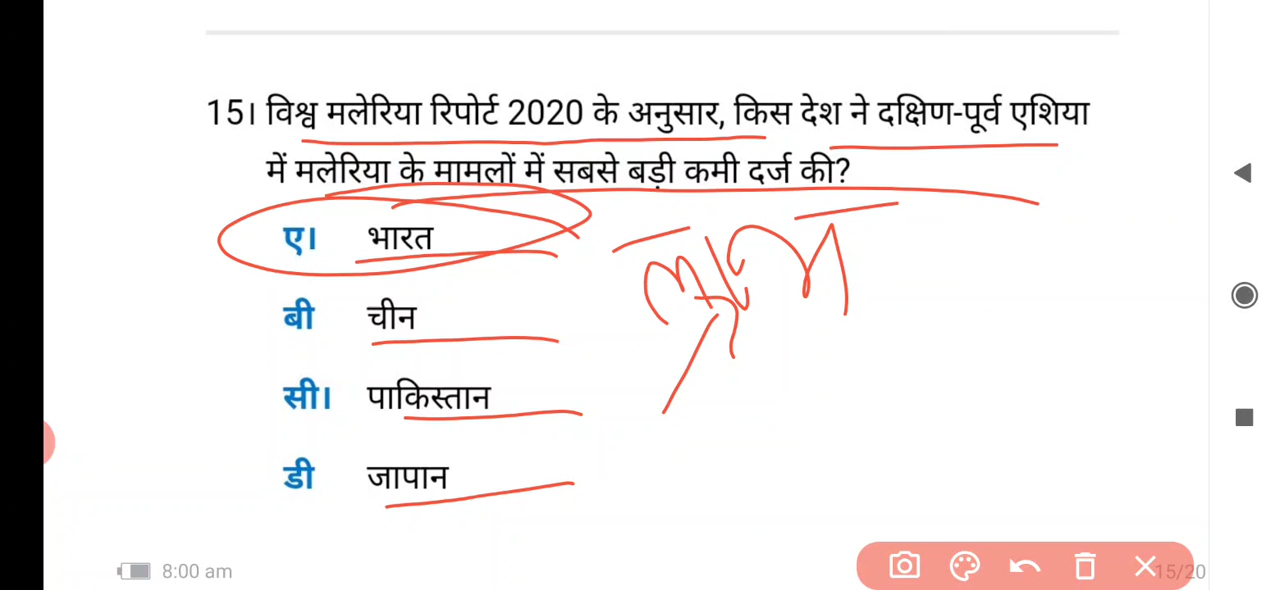 15। विश्व मलेरिया रिपोर्ट 2020 के अनुसार, किस देश ने दक्षिण-पूर्व एशिया
में मलेरिया के मामलों में सबसे बड़ी कमी दर्ज की?
ए। भारत
बी चीन
सी। पाकिस्तान
डी जापान
8:00 am
15/20